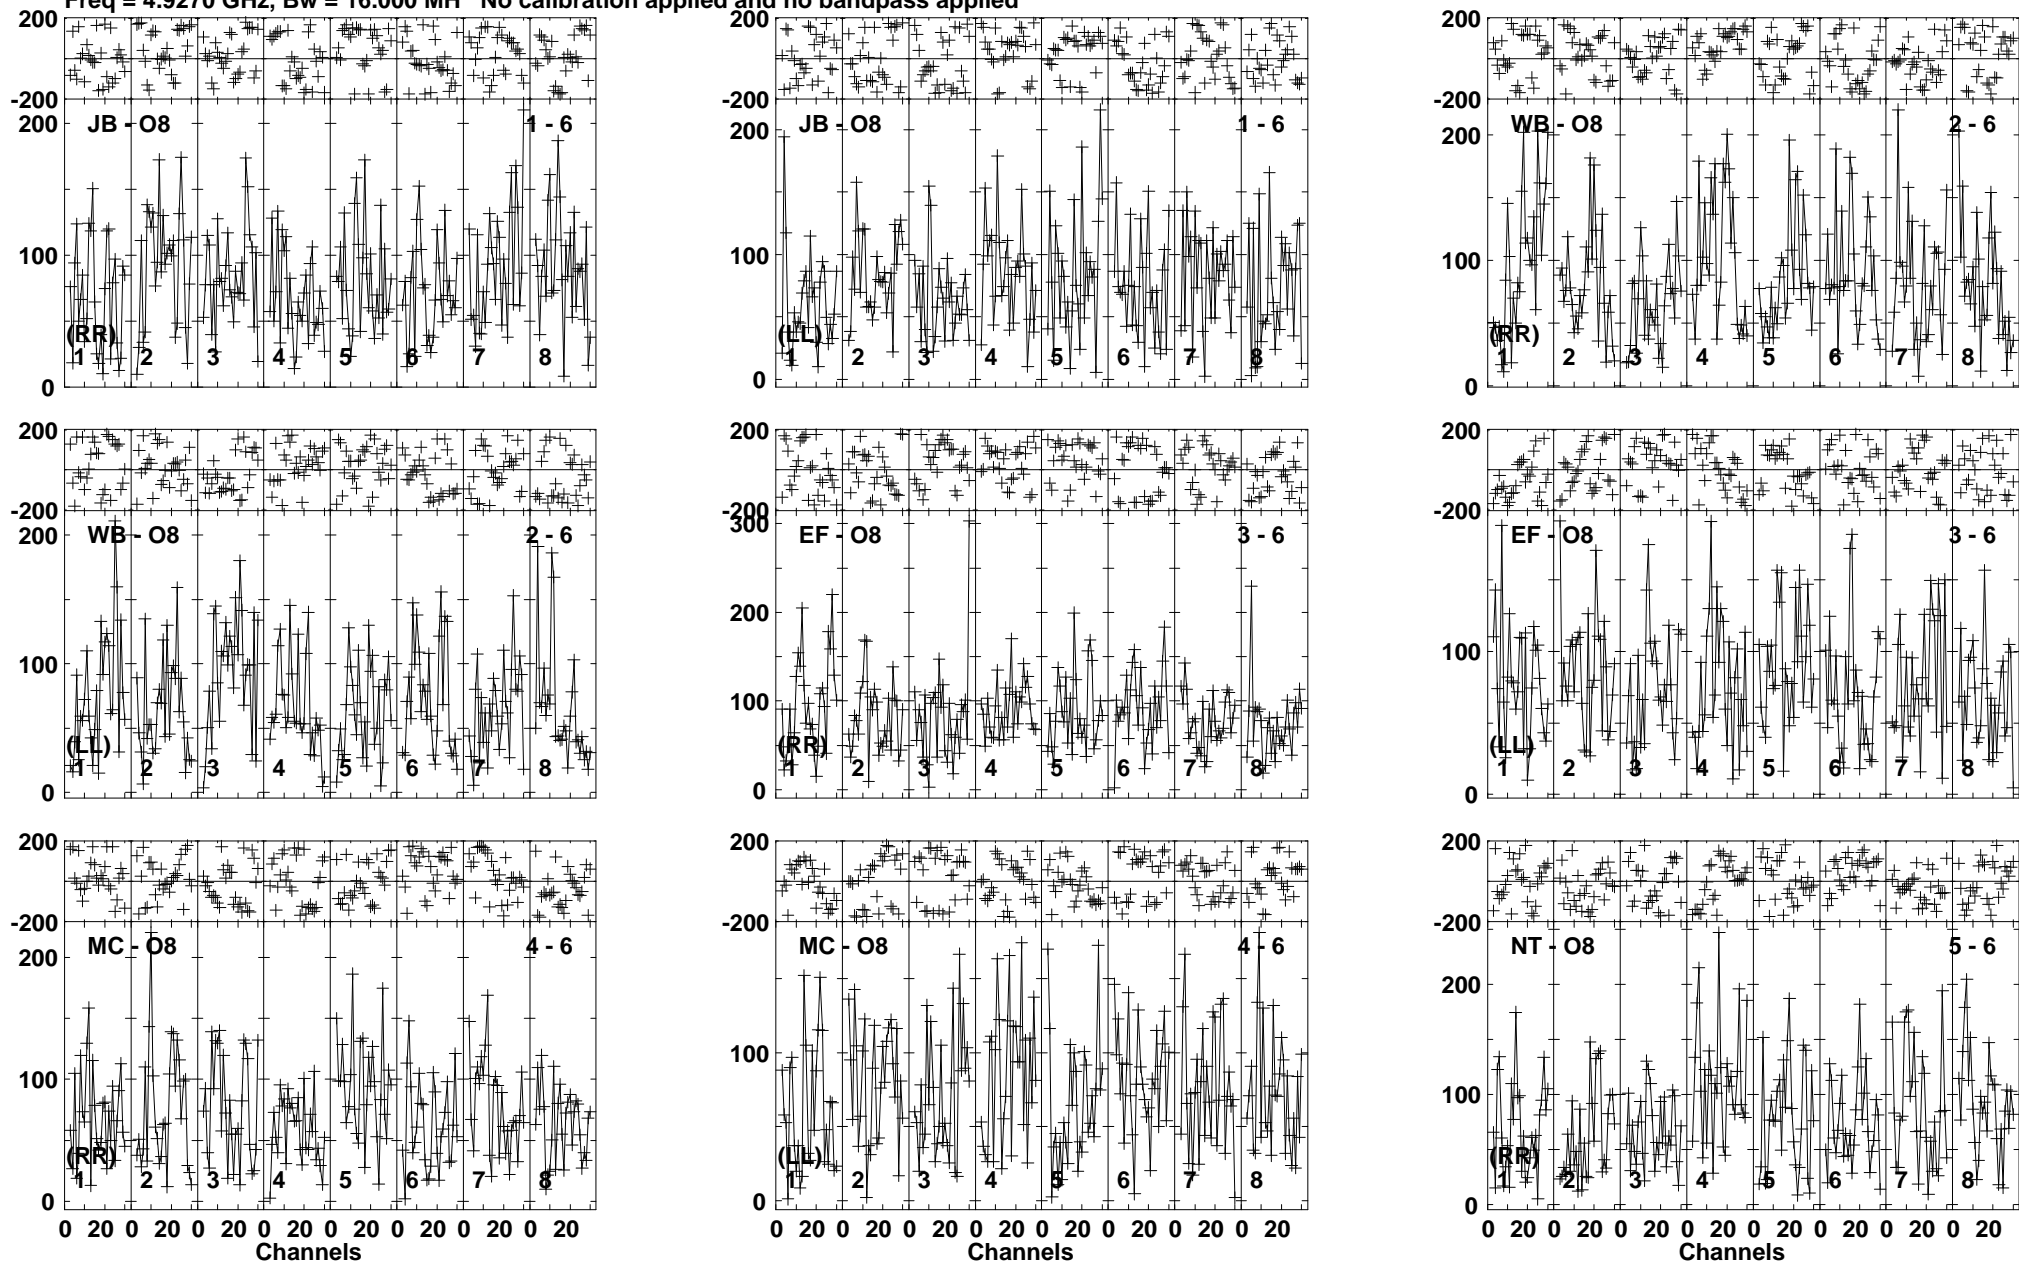 Freq = 4.9270 GHz, Bw = 16.000 MH No calibration applied and no bandpass applied
200 200 200
-200 -200 -200
200 JB - O8 1 - 6 200 JB - O8 1 - 6 200 WB - O8 2 - 6
100 100 100
(RR) (LL) (RR)
1 2 3 4 5 6 7 8 1 2 3 4 5 6 7 8 1 2 3 4 5 6 7 8
0 0 0
200 200 200
-200 -200 -200
200 WB - O8 2 - 6 300 EF - O8 3 - 6 EF - O8 3 - 6
200
100 100 100
(LL) (RR) (LL)
1 2 3 4 5 6 7 8 1 2 3 4 5 6 7 8 1 2 3 4 5 6 7 8
0 0 0
200 200 200
-200 -200 -200
200 MC - O8 4 - 6 MC - O8 4 - 6 NT - O8 5 - 6
200
100 100 100
(RR) (LL) (RR)
1 2 3 4 5 6 7 8 1 2 3 4 5 6 7 8 1 2 3 4 5 6 7 8
0 0 0
0 20 0 20 0 20 0 20 0 20 0 20 0 20 0 20 0 20 0 20 0 20 0 20 0 20 0 20 0 20 0 20 0 20 0 20 0 20 0 20 0 20 0 20 0 20 0 20
Channels Channels Channels